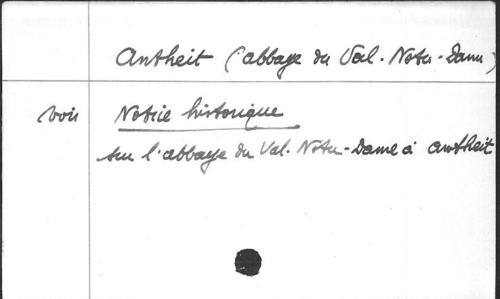 Antheit (abbaye du Val-Notre-Dame)
voir Notice historique
sur l'abbaye du Val-Notre-Dame à Antheit